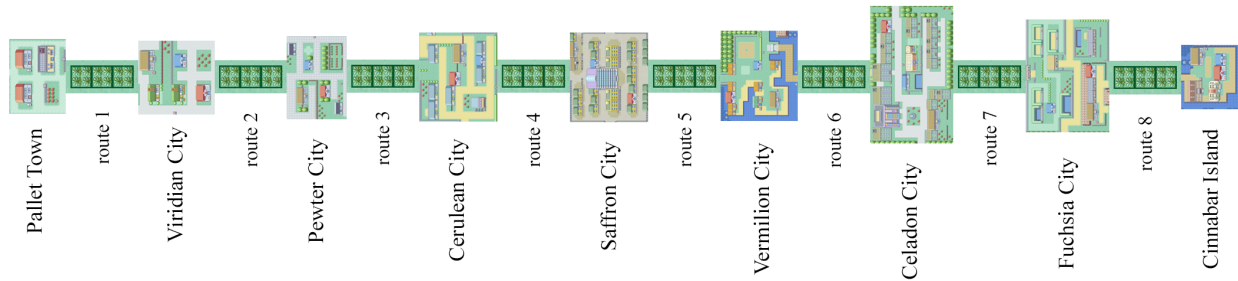 Pallet Town
route 1
Viridian City
route 2
Pewter City
route 3
Cerulean City
route 4
Saffron City
route 5
Vermilion City
route 6
Celadon City
route 7
Fuchsia City
route 8
Cinnabar Island